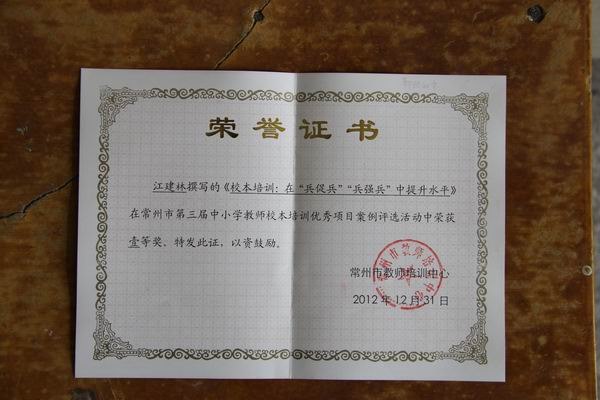 荣誉证书
江建林撰写的《校本培训：在“兵促兵”“兵强兵”中提升水平》
在常州市第三届中小学教师校本培训优秀项目案例评选活动中荣获
壹等奖、特发此证，以资鼓励。
常州市教师培训中心
2012年12月31日